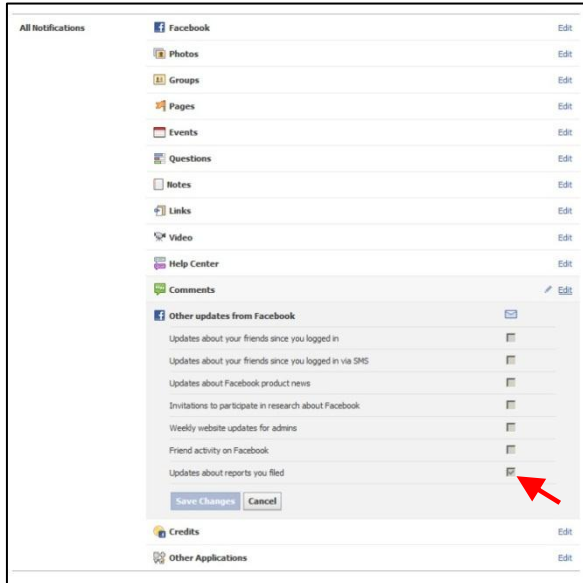 All Notifications
Facebook Edit
Photos Edit
Groups Edit
Pages Edit
Events Edit
Questions Edit
Notes Edit
Links Edit
Video Edit
Help Center Edit
Comments Edit
Other updates from Facebook
Updates about your friends since you logged in
Updates about your friends since you logged in via SMS
Updates about Facebook product news
Invitations to participate in research about Facebook
Weekly website updates for admins
Friend activity on Facebook
Updates about reports you filed
Save Changes Cancel
Credits Edit
Other Applications Edit